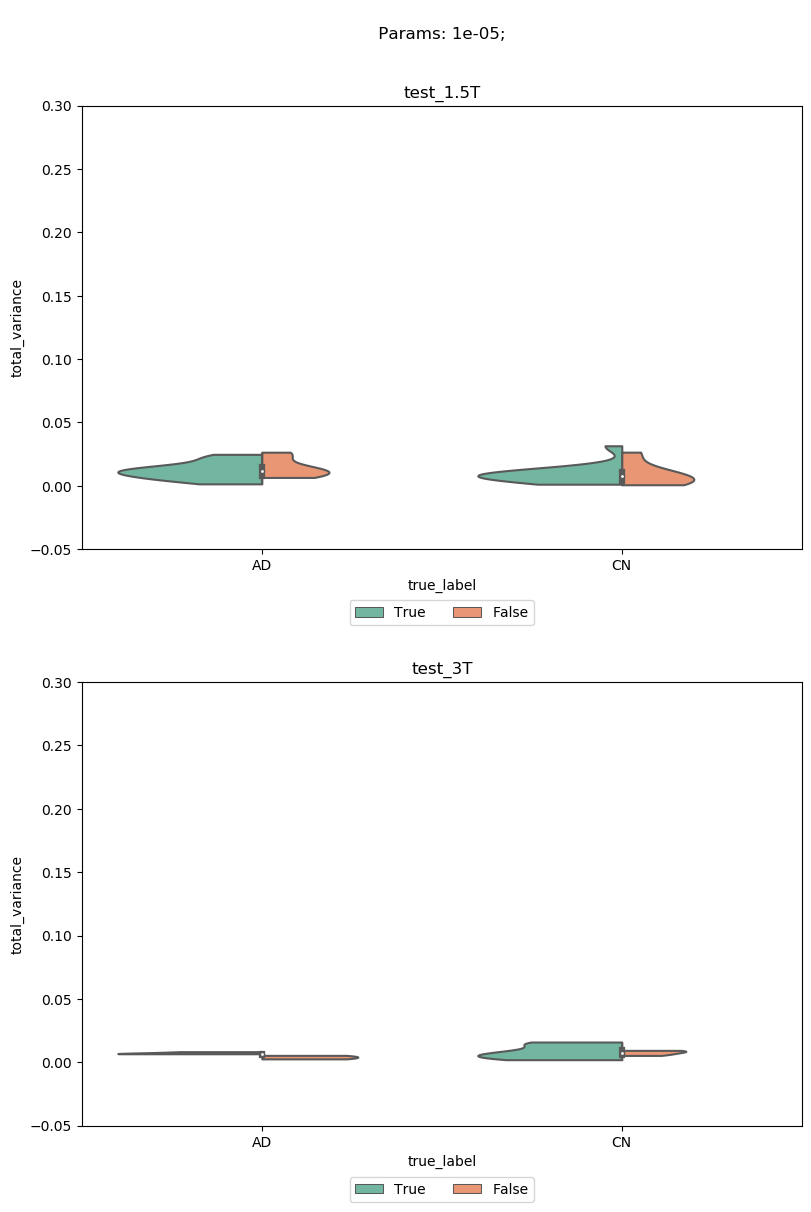 Params: 1e-05;
test_1.5T
0.30
0.25
0.20
0.15
0.10
0.05
0.00
−0.05
total_variance
AD CN
true_label
True False
test_3T
0.30
0.25
0.20
0.15
0.10
0.05
0.00
−0.05
total_variance
AD CN
true_label
True False